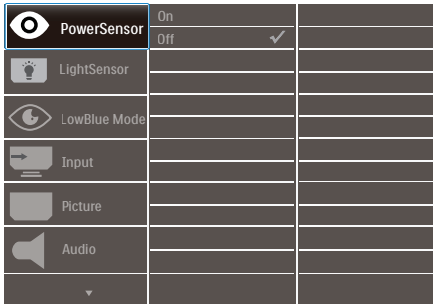 PowerSensor
On
Off
LightSensor
LowBlue Mode
Input
Picture
Audio